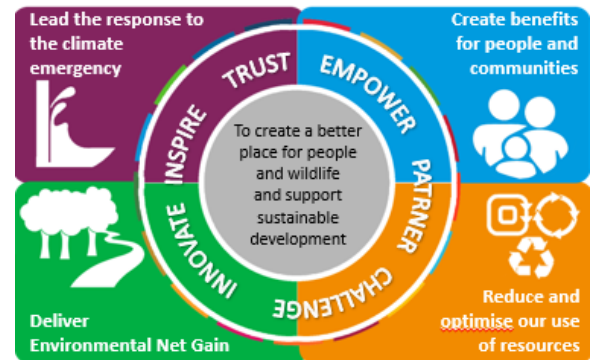 Lead the response to
the climate
emergency
Create benefits
for people and
communities
TRUST
EMPOWER
INSPIRE
PATRNER
INNOVATE
CHALLENGE
To create a better
place for people
and wildlife
and support
sustainable
development
Deliver
Environmental Net Gain
Reduce and
optimise our use
of resources